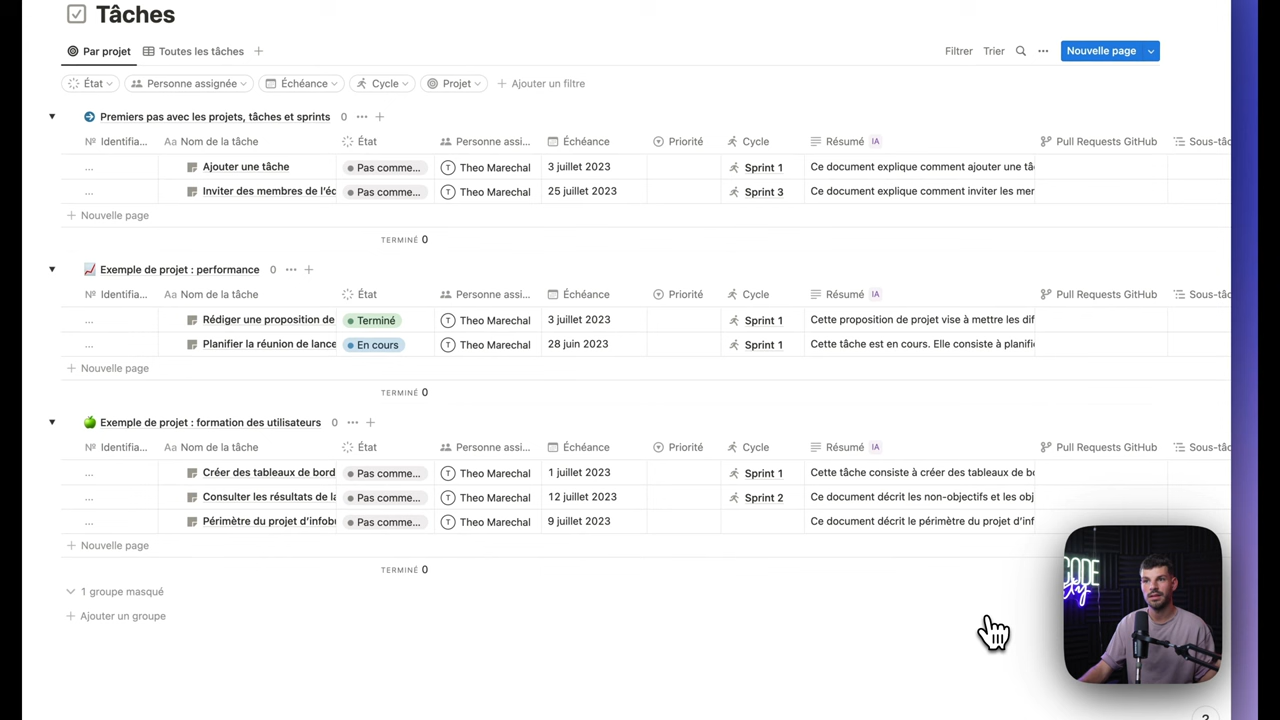 Tâches
Par projet Toutes les tâches
Filtrer Trier Nouvelle page
État Personne assignée Échéance Cycle Projet Ajouter un filtre
Premiers pas avec les projets, tâches et sprints 0
Nº Identifia... Aa Nom de la tâche État Personne assi... Échéance Priorité Cycle Résumé IA Pull Requests GitHub Sous-tâc
... Ajouter une tâche Pas comme... T Theo Marechal 3 juillet 2023 Sprint 1 Ce document explique comment ajouter une tâ
... Inviter des membres de l'éc Pas comme... T Theo Marechal 25 juillet 2023 Sprint 3 Ce document explique comment inviter les mer
Nouvelle page
TERMINÉ 0
Exemple de projet : performance 0
Nº Identifia... Aa Nom de la tâche État Personne assi... Échéance Priorité Cycle Résumé IA Pull Requests GitHub Sous-tâc
... Rédiger une proposition de Terminé T Theo Marechal 3 juillet 2023 Sprint 1 Cette proposition de projet vise à mettre les dif
... Planifier la réunion de lance En cours T Theo Marechal 28 juin 2023 Sprint 1 Cette tâche est en cours. Elle consiste à planifi
Nouvelle page
TERMINÉ 0
Exemple de projet : formation des utilisateurs 0
Nº Identifia... Aa Nom de la tâche État Personne assi... Échéance Priorité Cycle Résumé IA Pull Requests GitHub Sous-tâc
... Créer des tableaux de bord Pas comme... T Theo Marechal 1 juillet 2023 Sprint 1 Cette tâche consiste à créer des tableaux de bo
... Consulter les résultats de la Pas comme... T Theo Marechal 12 juillet 2023 Sprint 2 Ce document décrit les non-objectifs et les obj
... Périmètre du projet d'infobu Pas comme... T Theo Marechal 9 juillet 2023 Ce document décrit le périmètre du projet d'inf
Nouvelle page
TERMINÉ 0
1 groupe masqué
Ajouter un groupe
CODE